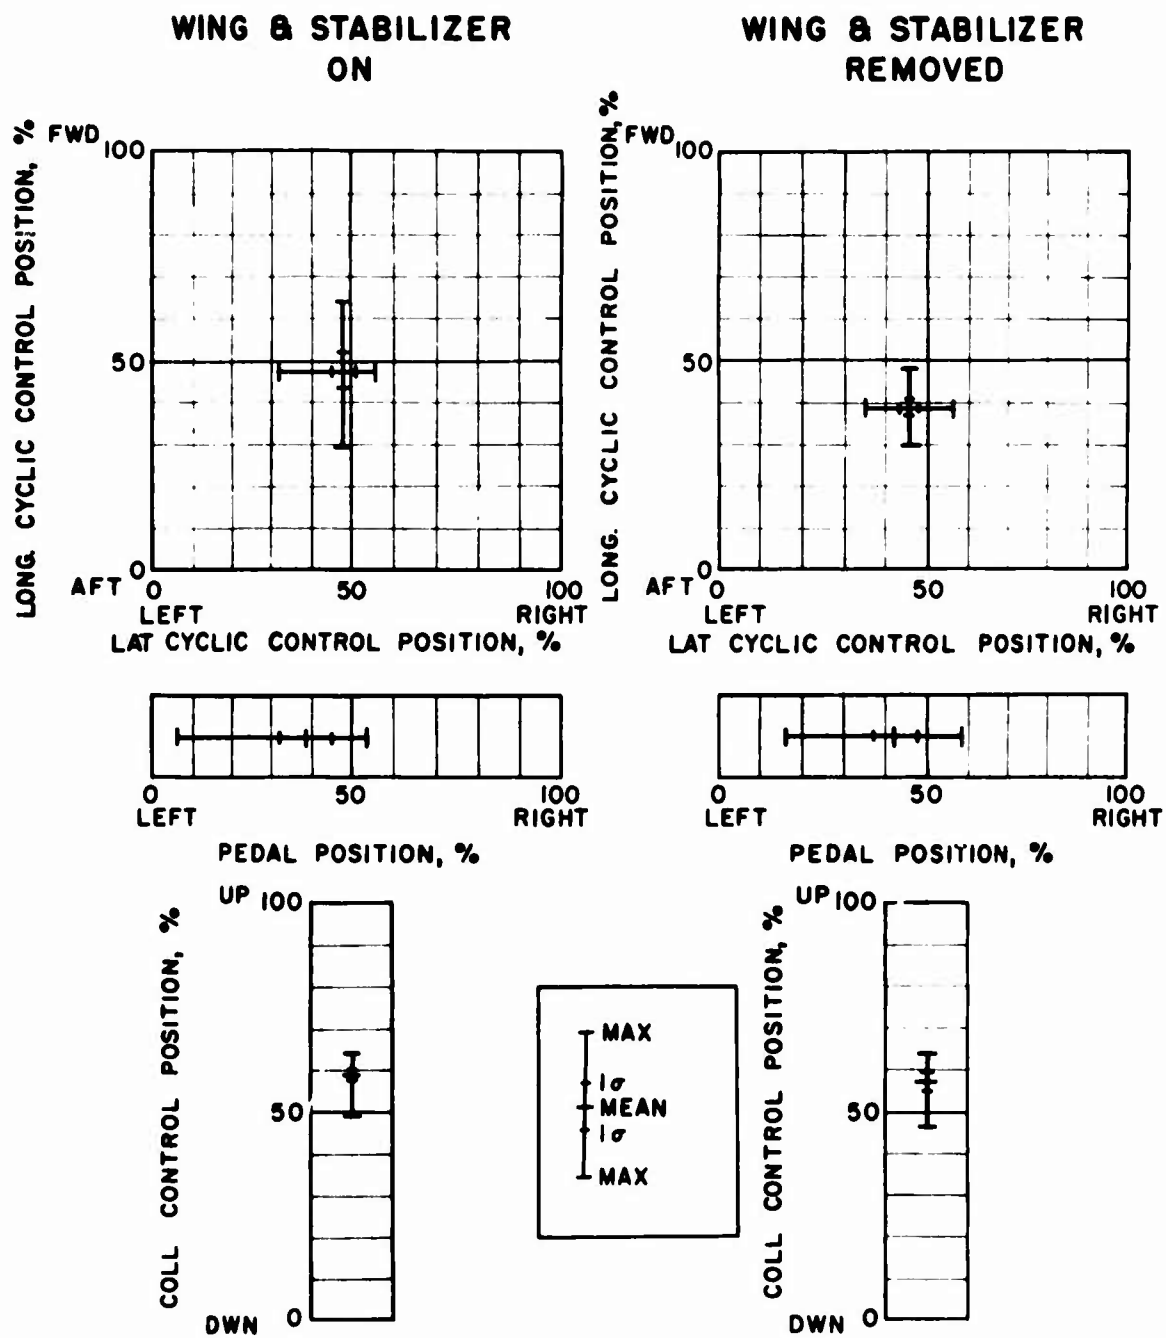 WING & STABILIZER
ON
WING & STABILIZER
REMOVED
LONG. CYCLIC CONTROL POSITION, %
FWD 100
50
0
AFT
0 50 100
LEFT RIGHT
LAT CYCLIC CONTROL POSITION, %
LONG. CYCLIC CONTROL POSITION, %
FWD 100
50
0
AFT
0 50 100
LEFT RIGHT
LAT CYCLIC CONTROL POSITION, %
0 50 100
LEFT RIGHT
PEDAL POSITION, %
0 50 100
LEFT RIGHT
PEDAL POSITION, %
COLL CONTROL POSITION, %
UP 100
50
DWN 0
MAX
1σ
MEAN
1σ
MAX
COLL CONTROL POSITION, %
UP 100
50
DWN 0